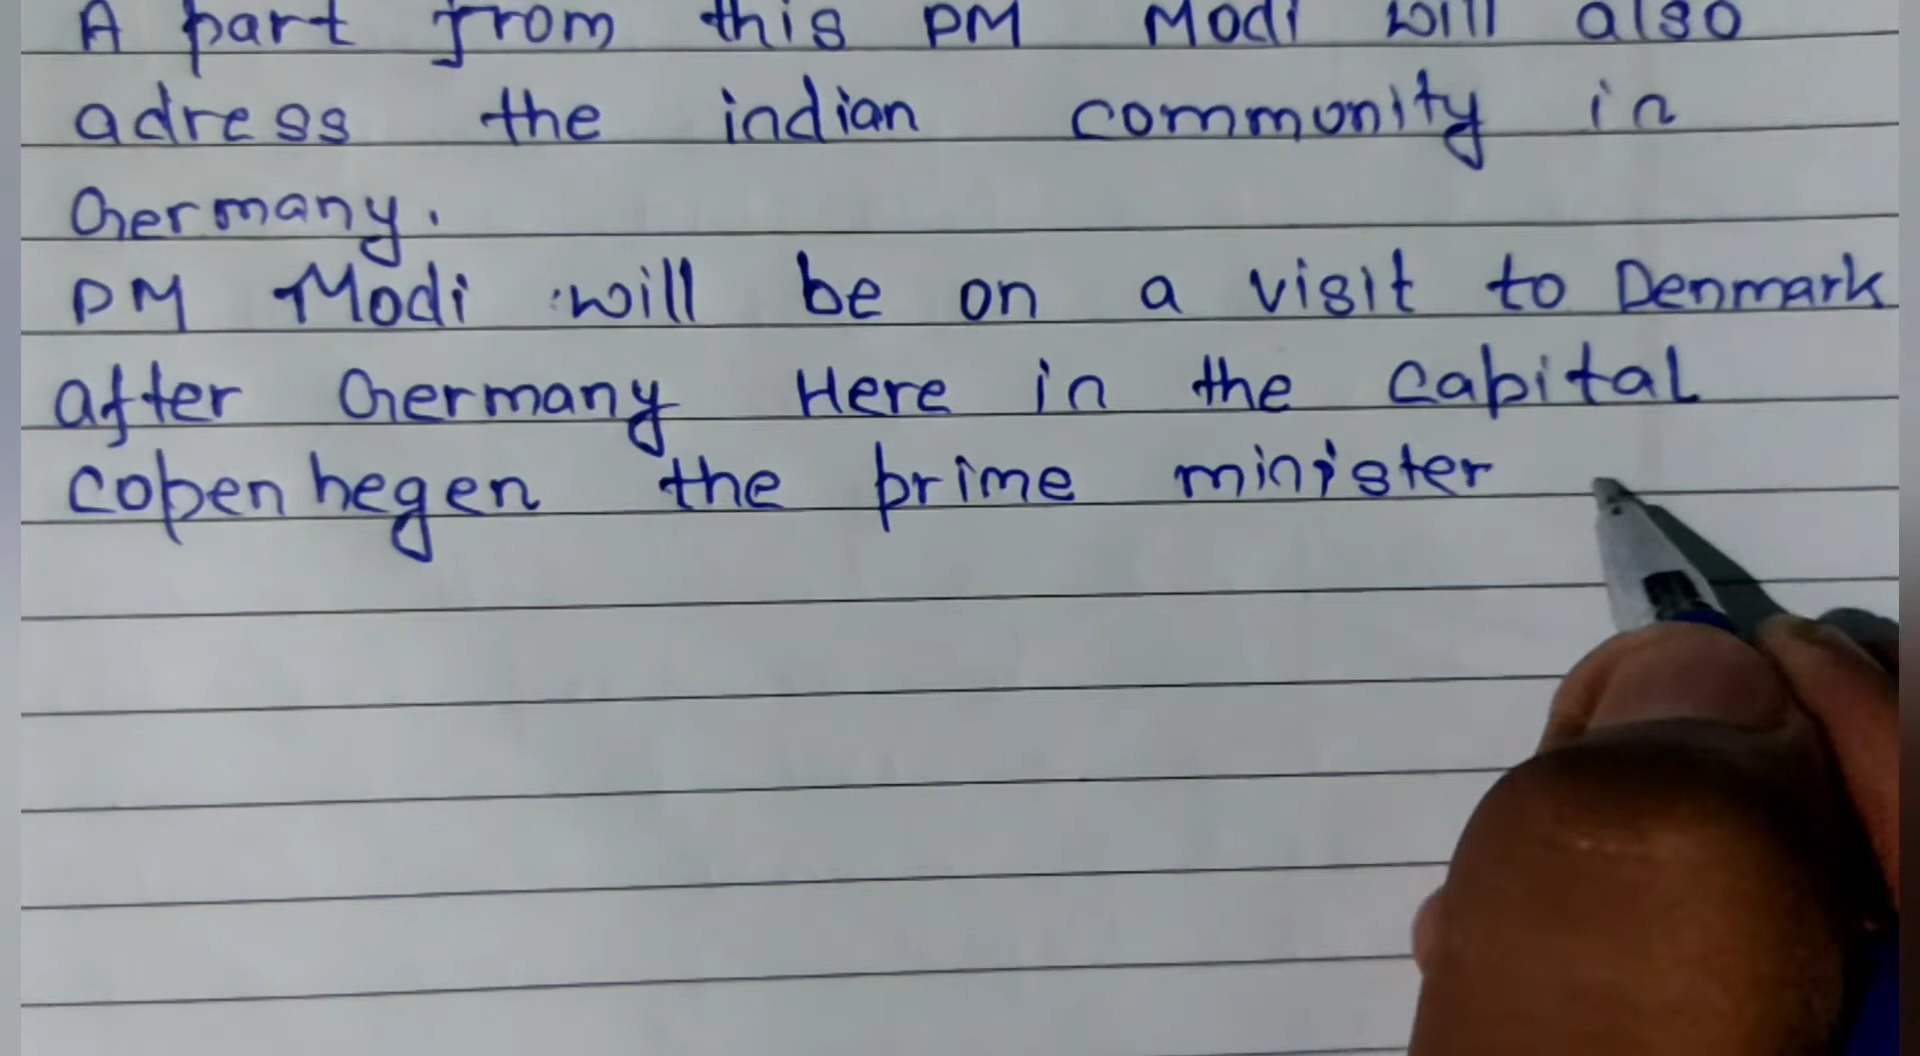 A part from this PM Modi will also
adress the indian community in
Germany.
PM Modi will be on a visit to Denmark
after Germany Here in the capital
copenhegen the prime minister